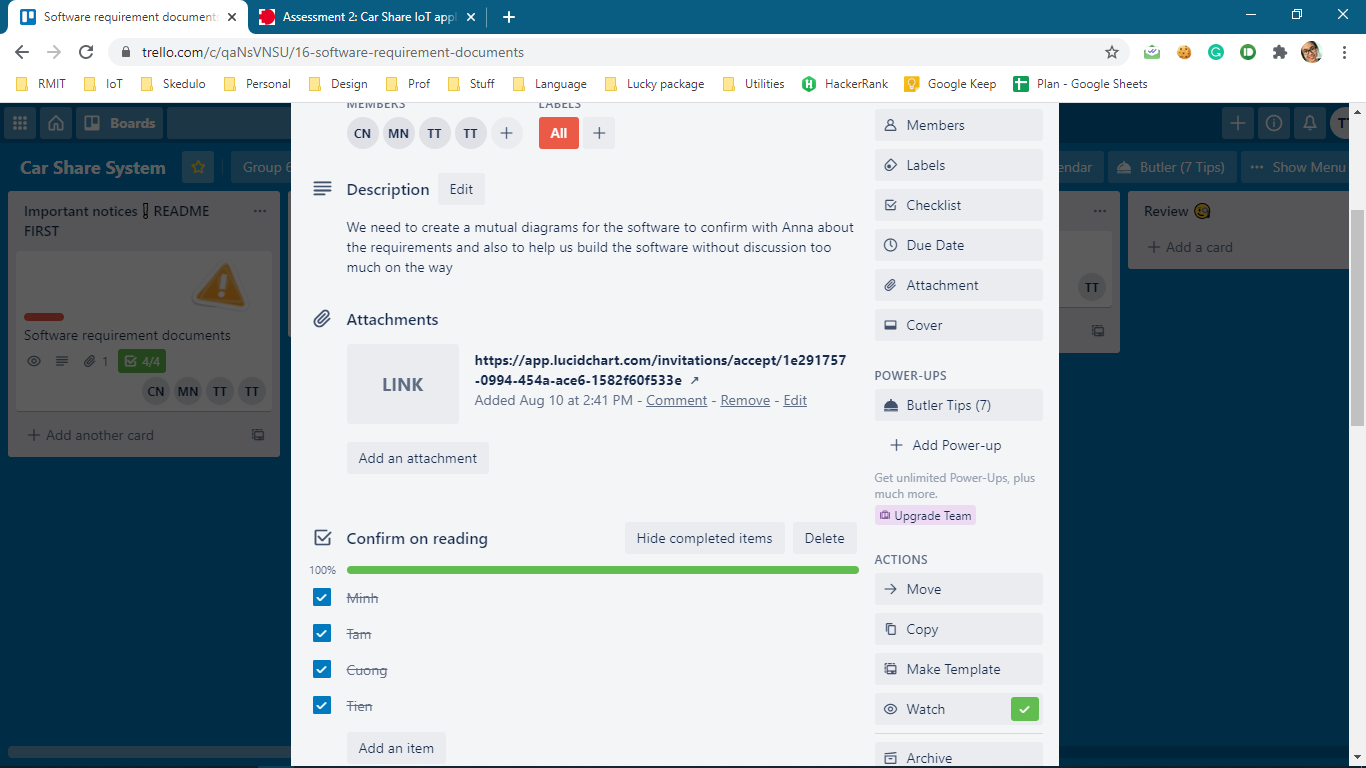 Software requirement documents
Assessment 2: Car Share IoT appl
trello.com/c/qaNsVNSU/16-software-requirement-documents
RMIT
IoT
Skedulo
Personal
Design
Prof
Stuff
Language
Lucky package
Utilities
HackerRank
Google Keep
Plan - Google Sheets
Boards
Car Share System
Group 6
Calendar
Butler (7 Tips)
Show Menu
Important notices ❗ README
FIRST
Software requirement documents
1
4/4
CN MN TT TT
Add another card
MEMBERS
LABELS
CN MN TT TT
All
Description
Edit
We need to create a mutual diagrams for the software to confirm with Anna about
the requirements and also to help us build the software without discussion too
much on the way
Attachments
LINK
https://app.lucidchart.com/invitations/accept/1e291757
-0994-454a-ace6-1582f60f533e ↗
Added Aug 10 at 2:41 PM - Comment - Remove - Edit
Add an attachment
Confirm on reading
Hide completed items
Delete
100%
Minh
Tam
Cuong
Tien
Add an item
Members
Labels
Checklist
Due Date
Attachment
Cover
POWER-UPS
Butler Tips (7)
Add Power-up
Get unlimited Power-Ups, plus
much more.
Upgrade Team
ACTIONS
Move
Copy
Make Template
Watch
Archive
TT
Review
Add a card